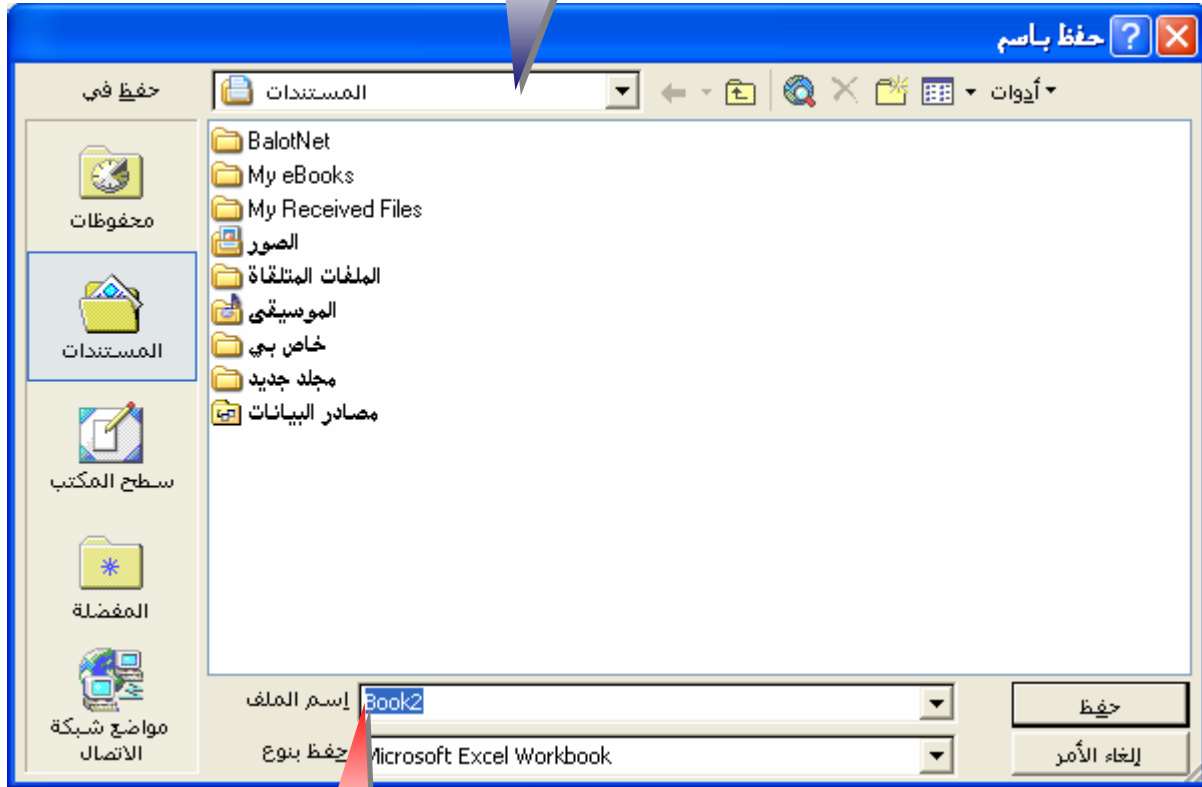 حفظ باسم
حفظ في
المستندات
أدوات
محفوظات
المستندات
سطح المكتب
المفضلة
مواضع شبكة
الاتصال
BalotNet
My eBooks
My Received Files
الصور
الملفات المتلقاة
الموسيقى
خاص بي
مجلد جديد
مصادر البيانات
إسم الملف
Book2
حفظ
حفظ بنوع
Microsoft Excel Workbook
إلغاء الأمر